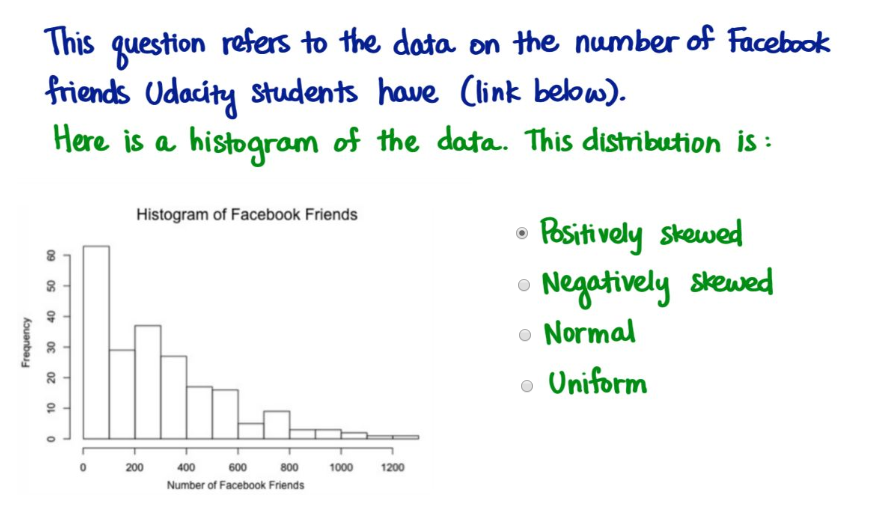 This question refers to the data on the number of Facebook
friends Udacity students have (link below).
Here is a histogram of the data. This distribution is:
Histogram of Facebook Friends
Positively skewed
Negatively skewed
Normal
Uniform
Frequency
60
50
40
30
20
10
0
0 200 400 600 800 1000 1200
Number of Facebook Friends